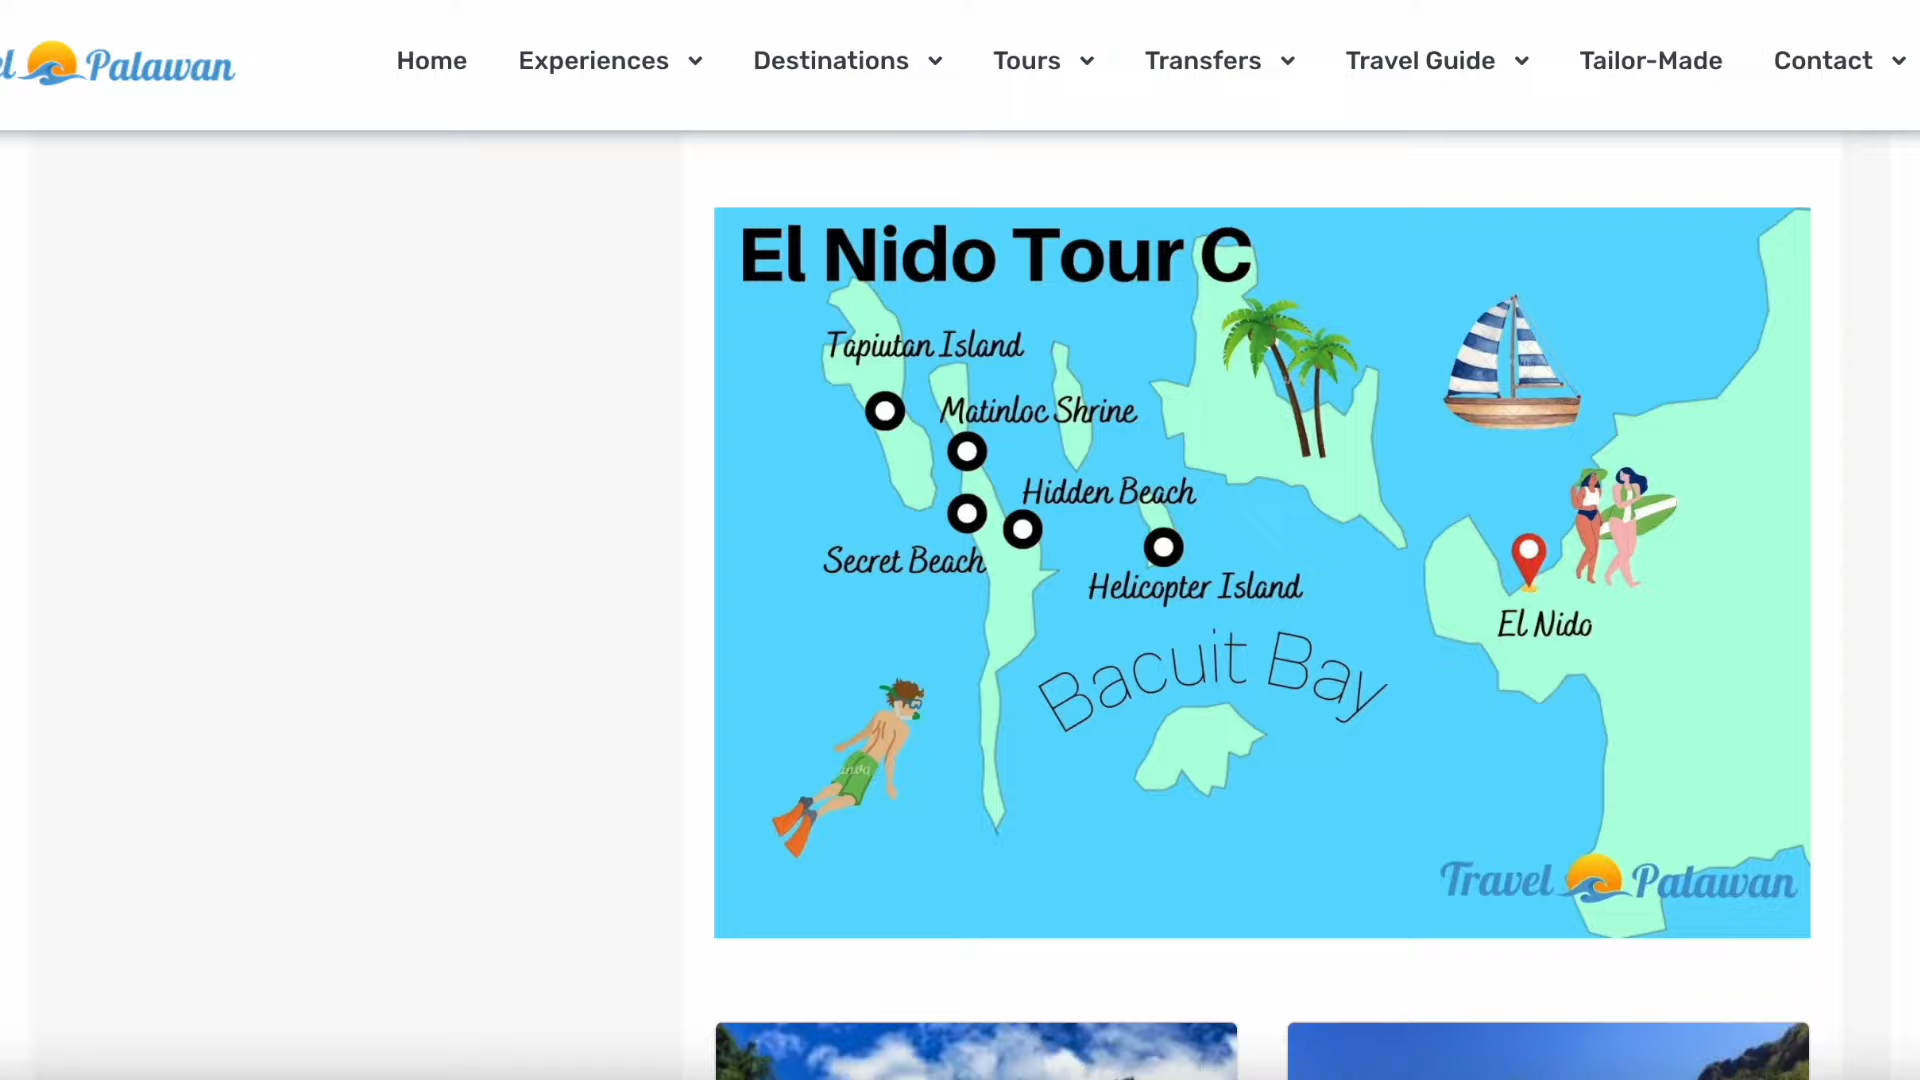 el Palawan
Home Experiences Destinations Tours Transfers Travel Guide Tailor-Made Contact
El Nido Tour C
Tapiutan Island
Matinloc Shrine
Hidden Beach
Secret Beach
Helicopter Island
El Nido
Bacuit Bay
Travel Palawan